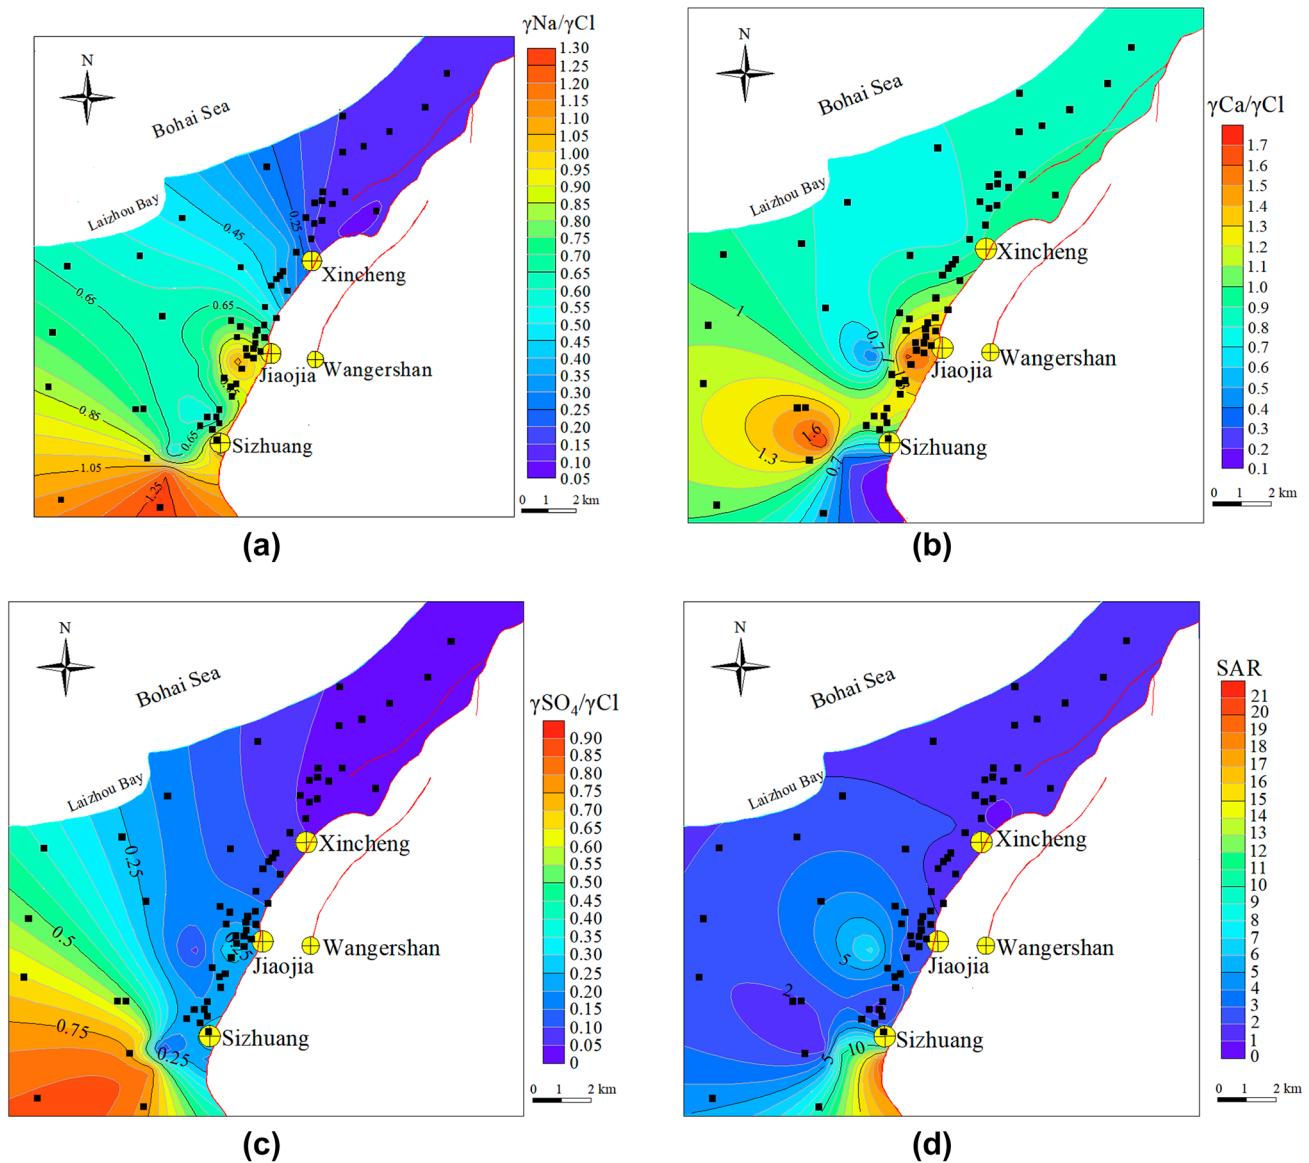 γNa/γCl
N
Bohai Sea
Laizhou Bay
0.45
0.25
0.65
0.65
0.85
0.65
1.05
1.25
Xincheng
Jiaojia
Wangershan
Sizhuang
1.30
1.25
1.20
1.15
1.10
1.05
1.00
0.95
0.90
0.85
0.80
0.75
0.70
0.65
0.60
0.55
0.50
0.45
0.40
0.35
0.30
0.25
0.20
0.15
0.10
0.05
0 1 2 km
(a)
N
Bohai Sea
Laizhou Bay
γCa/γCl
1
0.7
1
1.3
1.6
1.3
0.7
Xincheng
Jiaojia
Wangershan
Sizhuang
1.7
1.6
1.5
1.4
1.3
1.2
1.1
1.0
0.9
0.8
0.7
0.6
0.5
0.4
0.3
0.2
0.1
0 1 2 km
(b)
N
Bohai Sea
Laizhou Bay
γSO₄/γCl
0.25
0.5
0.75
0.25
Xincheng
Jiaojia
Wangershan
Sizhuang
0.90
0.85
0.80
0.75
0.70
0.65
0.60
0.55
0.50
0.45
0.40
0.35
0.30
0.25
0.20
0.15
0.10
0.05
0
0 1 2 km
(c)
N
Bohai Sea
Laizhou Bay
SAR
5
2
5
10
Xincheng
Jiaojia
Wangershan
Sizhuang
21
20
19
18
17
16
15
14
13
12
11
10
9
8
7
6
5
4
3
2
1
0
0 1 2 km
(d)